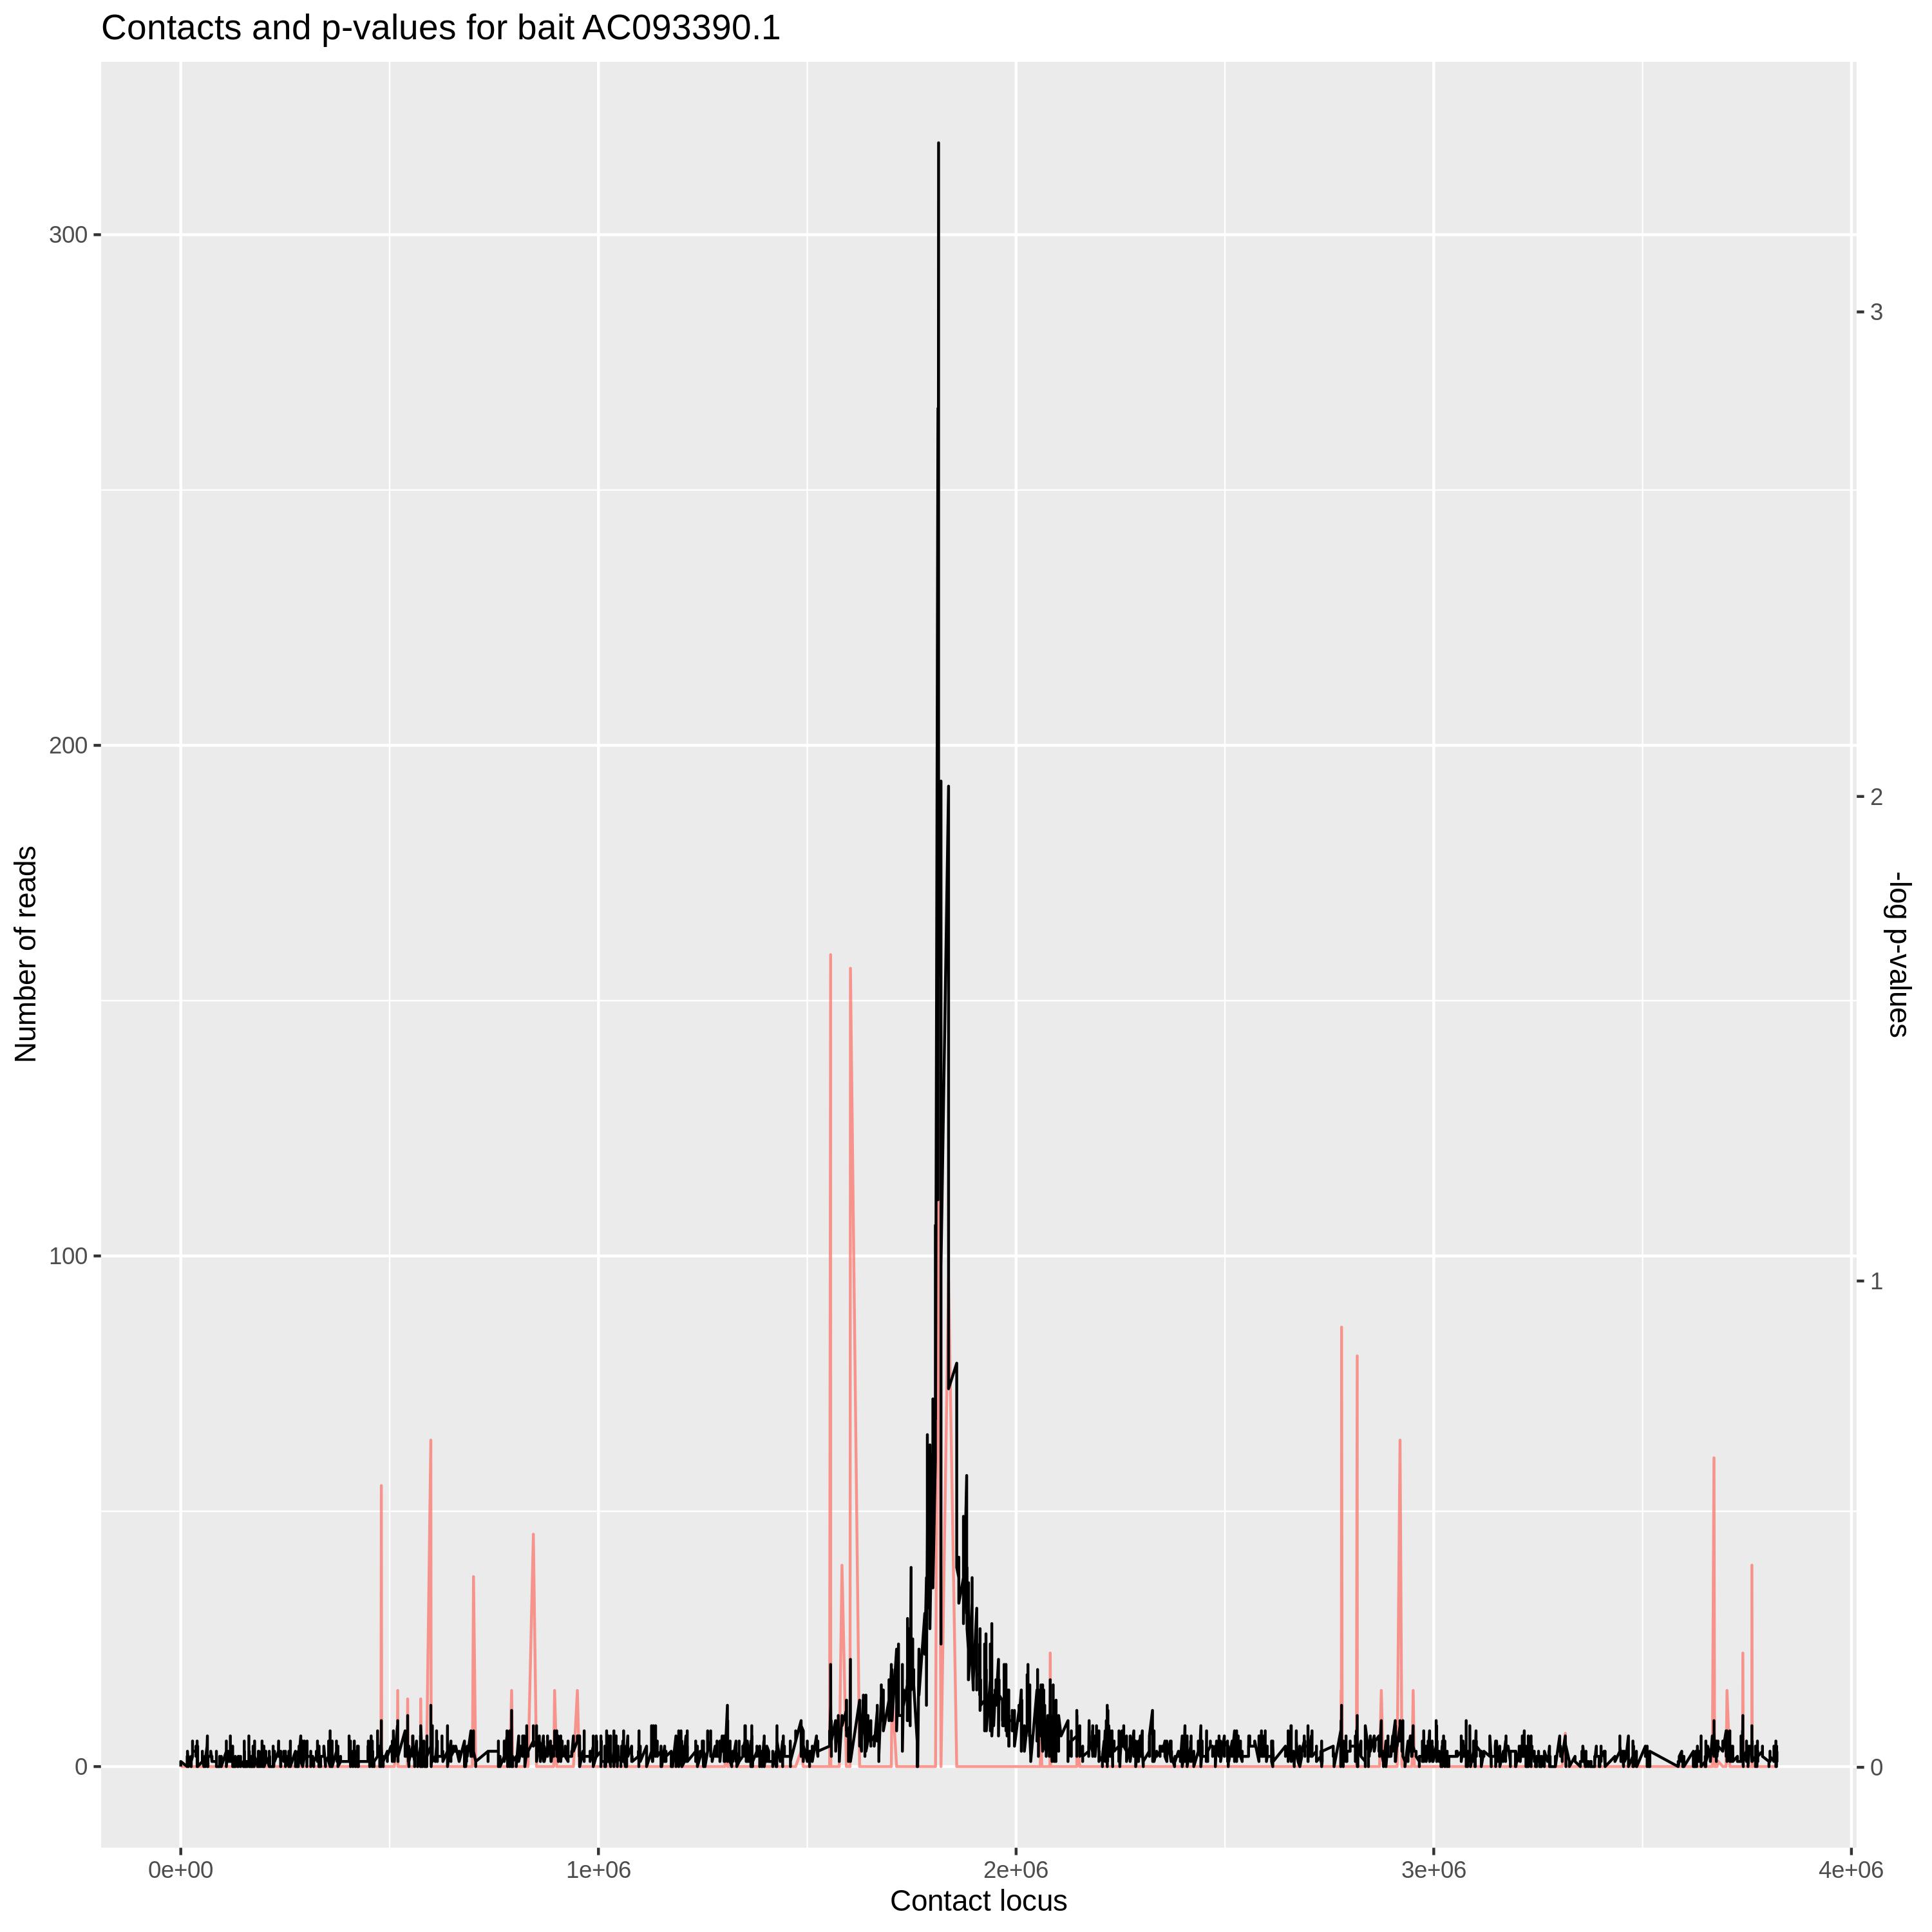 Contacts and p-values for bait AC093390.1
300
200
100
0
Number of reads
3
2
1
0
-log p-values
0e+00
1e+06
2e+06
3e+06
4e+06
Contact locus